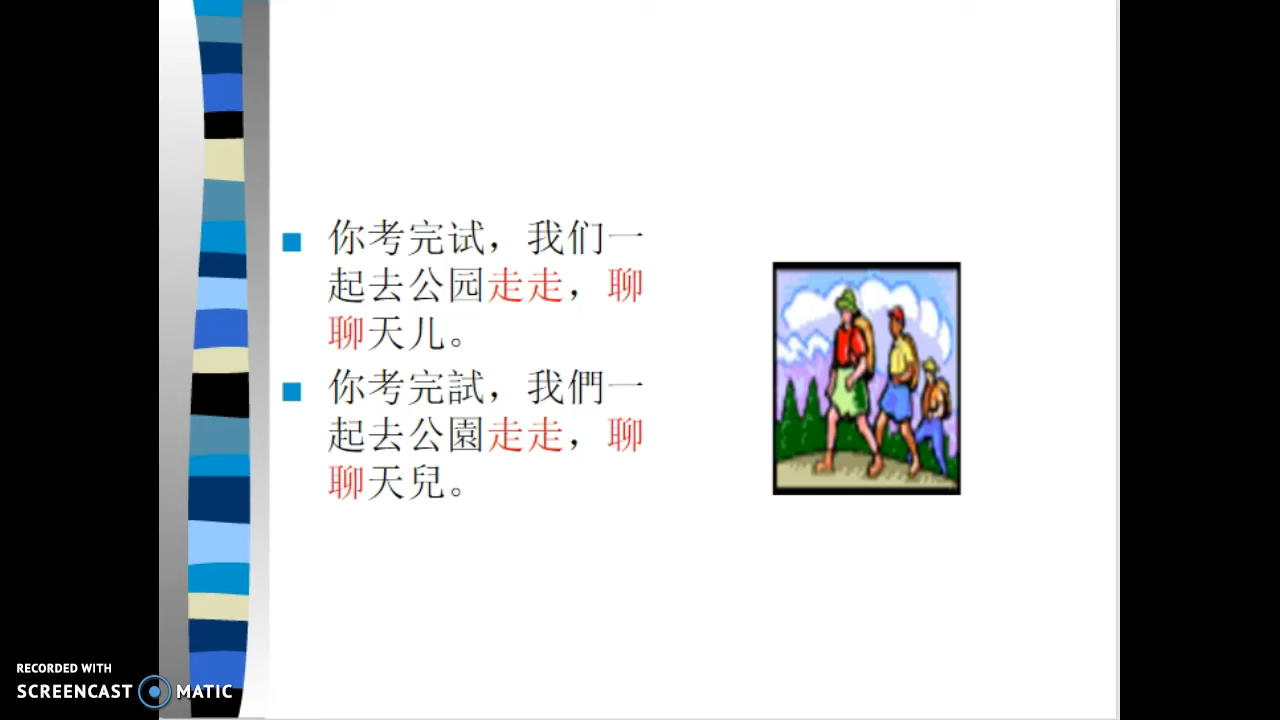 你考完试，我们一
起去公园走走，聊
聊天儿。
你考完試，我們一
起去公園走走，聊
聊天兒。
RECORDED WITH
SCREENCAST MATIC